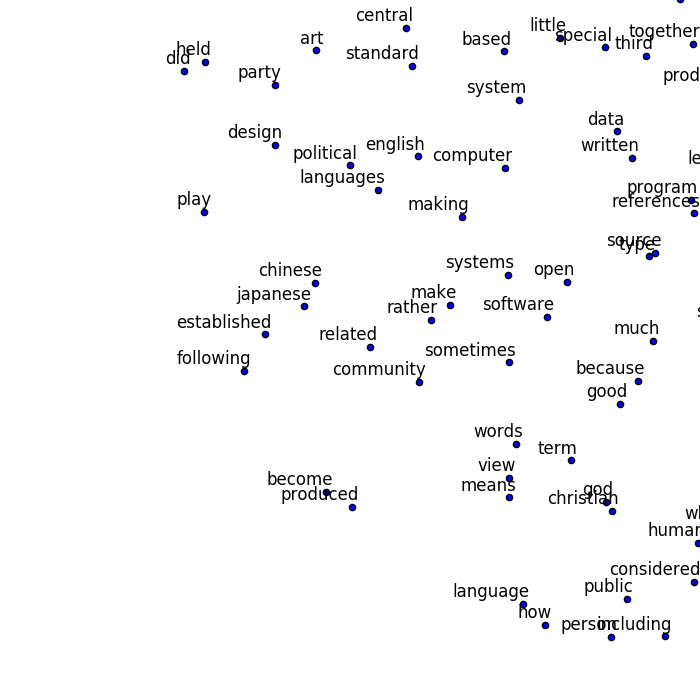 central
little
special
together
art
held
based
third
standard
did
party
prod
system
data
design
written
english
political
computer
le
languages
program
play
references
making
source
type
systems
chinese
open
make
japanese
software
rather
established
much
related
sometimes
following
community
because
good
words
term
view
become
means
god
produced
christian
human
considered
public
language
how
person
including